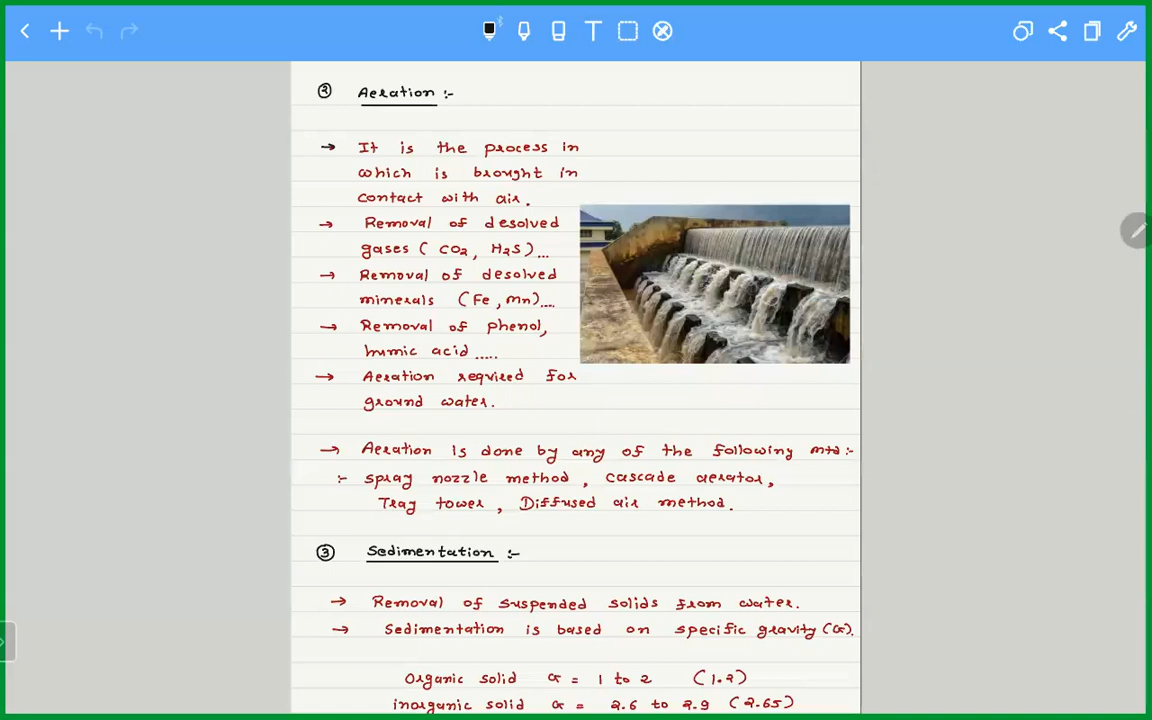 ② Aeration :-
→ It is the process in
which is brought in
contact with air.
→ Removal of desolved
gases ( CO2 , H2S )...
→ Removal of desolved
minerals (Fe , Mn)....
→ Removal of phenol,
humic acid .....
→ Aeration required for
ground water.
→ Aeration is done by any of the following mtd :-
:- spray nozzle method , cascade aerator,
Tray tower , Diffused air method.
③ Sedimentation :-
→ Removal of suspended solids from water.
→ Sedimentation is based on specific gravity (G).
Organic solid G = 1 to 2 (1.2)
inorganic solid G = 2.6 to 2.9 (2.65)